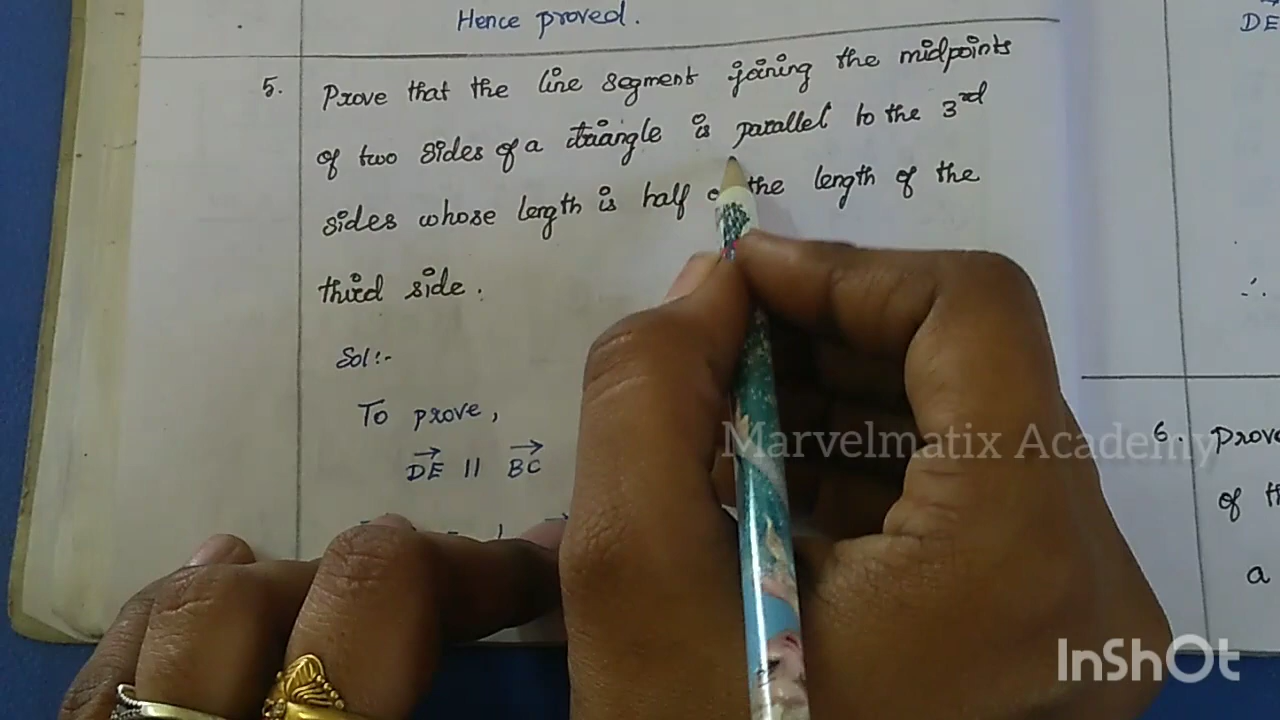 Hence proved.
5. Prove that the line segment joining the midpoints
of two sides of a triangle is parallel to the 3rd
sides whose length is half the length of the
third side.
Sol:-
To prove,
DE || BC
DE
∴
6. Prov
of th
a
Marvelmatix Academy
InShOt